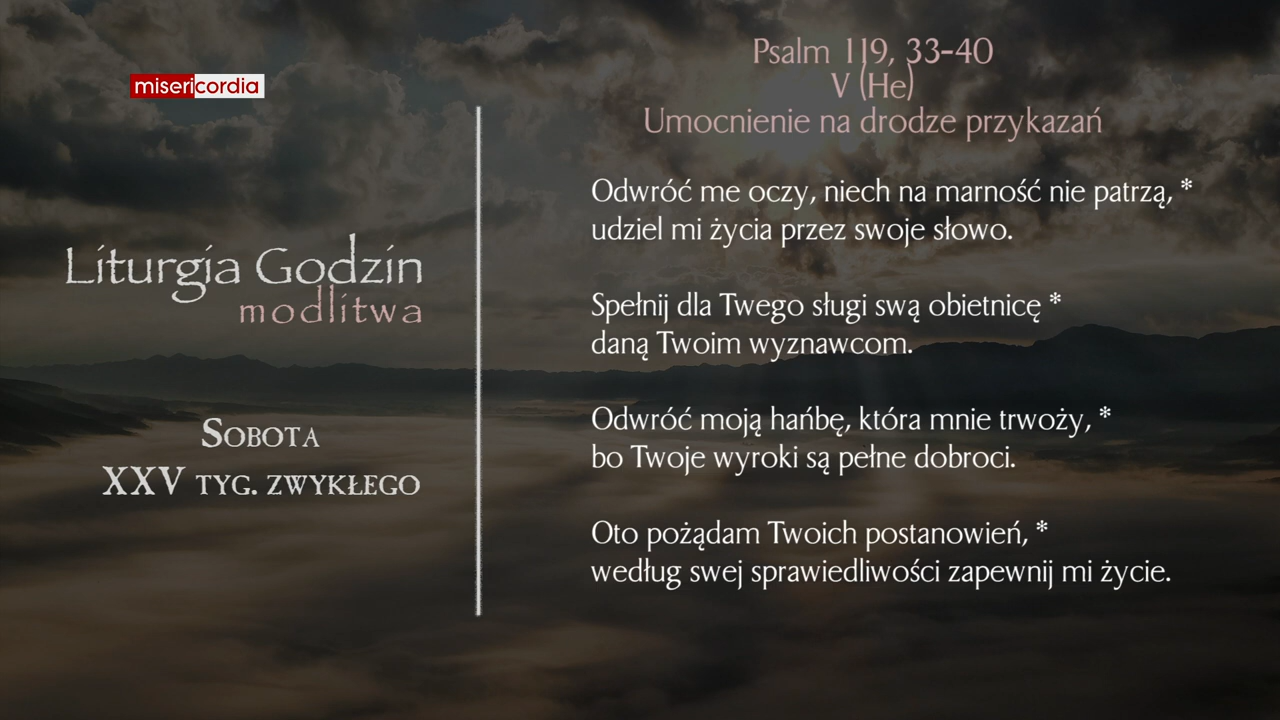 misericordia
Liturgia Godzin
modlitwa
Sobota
XXV tyg. zwykłego
Psalm 119, 33-40
V (He)
Umocnienie na drodze przykazań
Odwróć me oczy, niech na marność nie patrzą, *
udziel mi życia przez swoje słowo.
Spełnij dla Twego sługi swą obietnicę *
daną Twoim wyznawcom.
Odwróć moją hańbę, która mnie trwoży, *
bo Twoje wyroki są pełne dobroci.
Oto pożądam Twoich postanowień, *
według swej sprawiedliwości zapewnij mi życie.